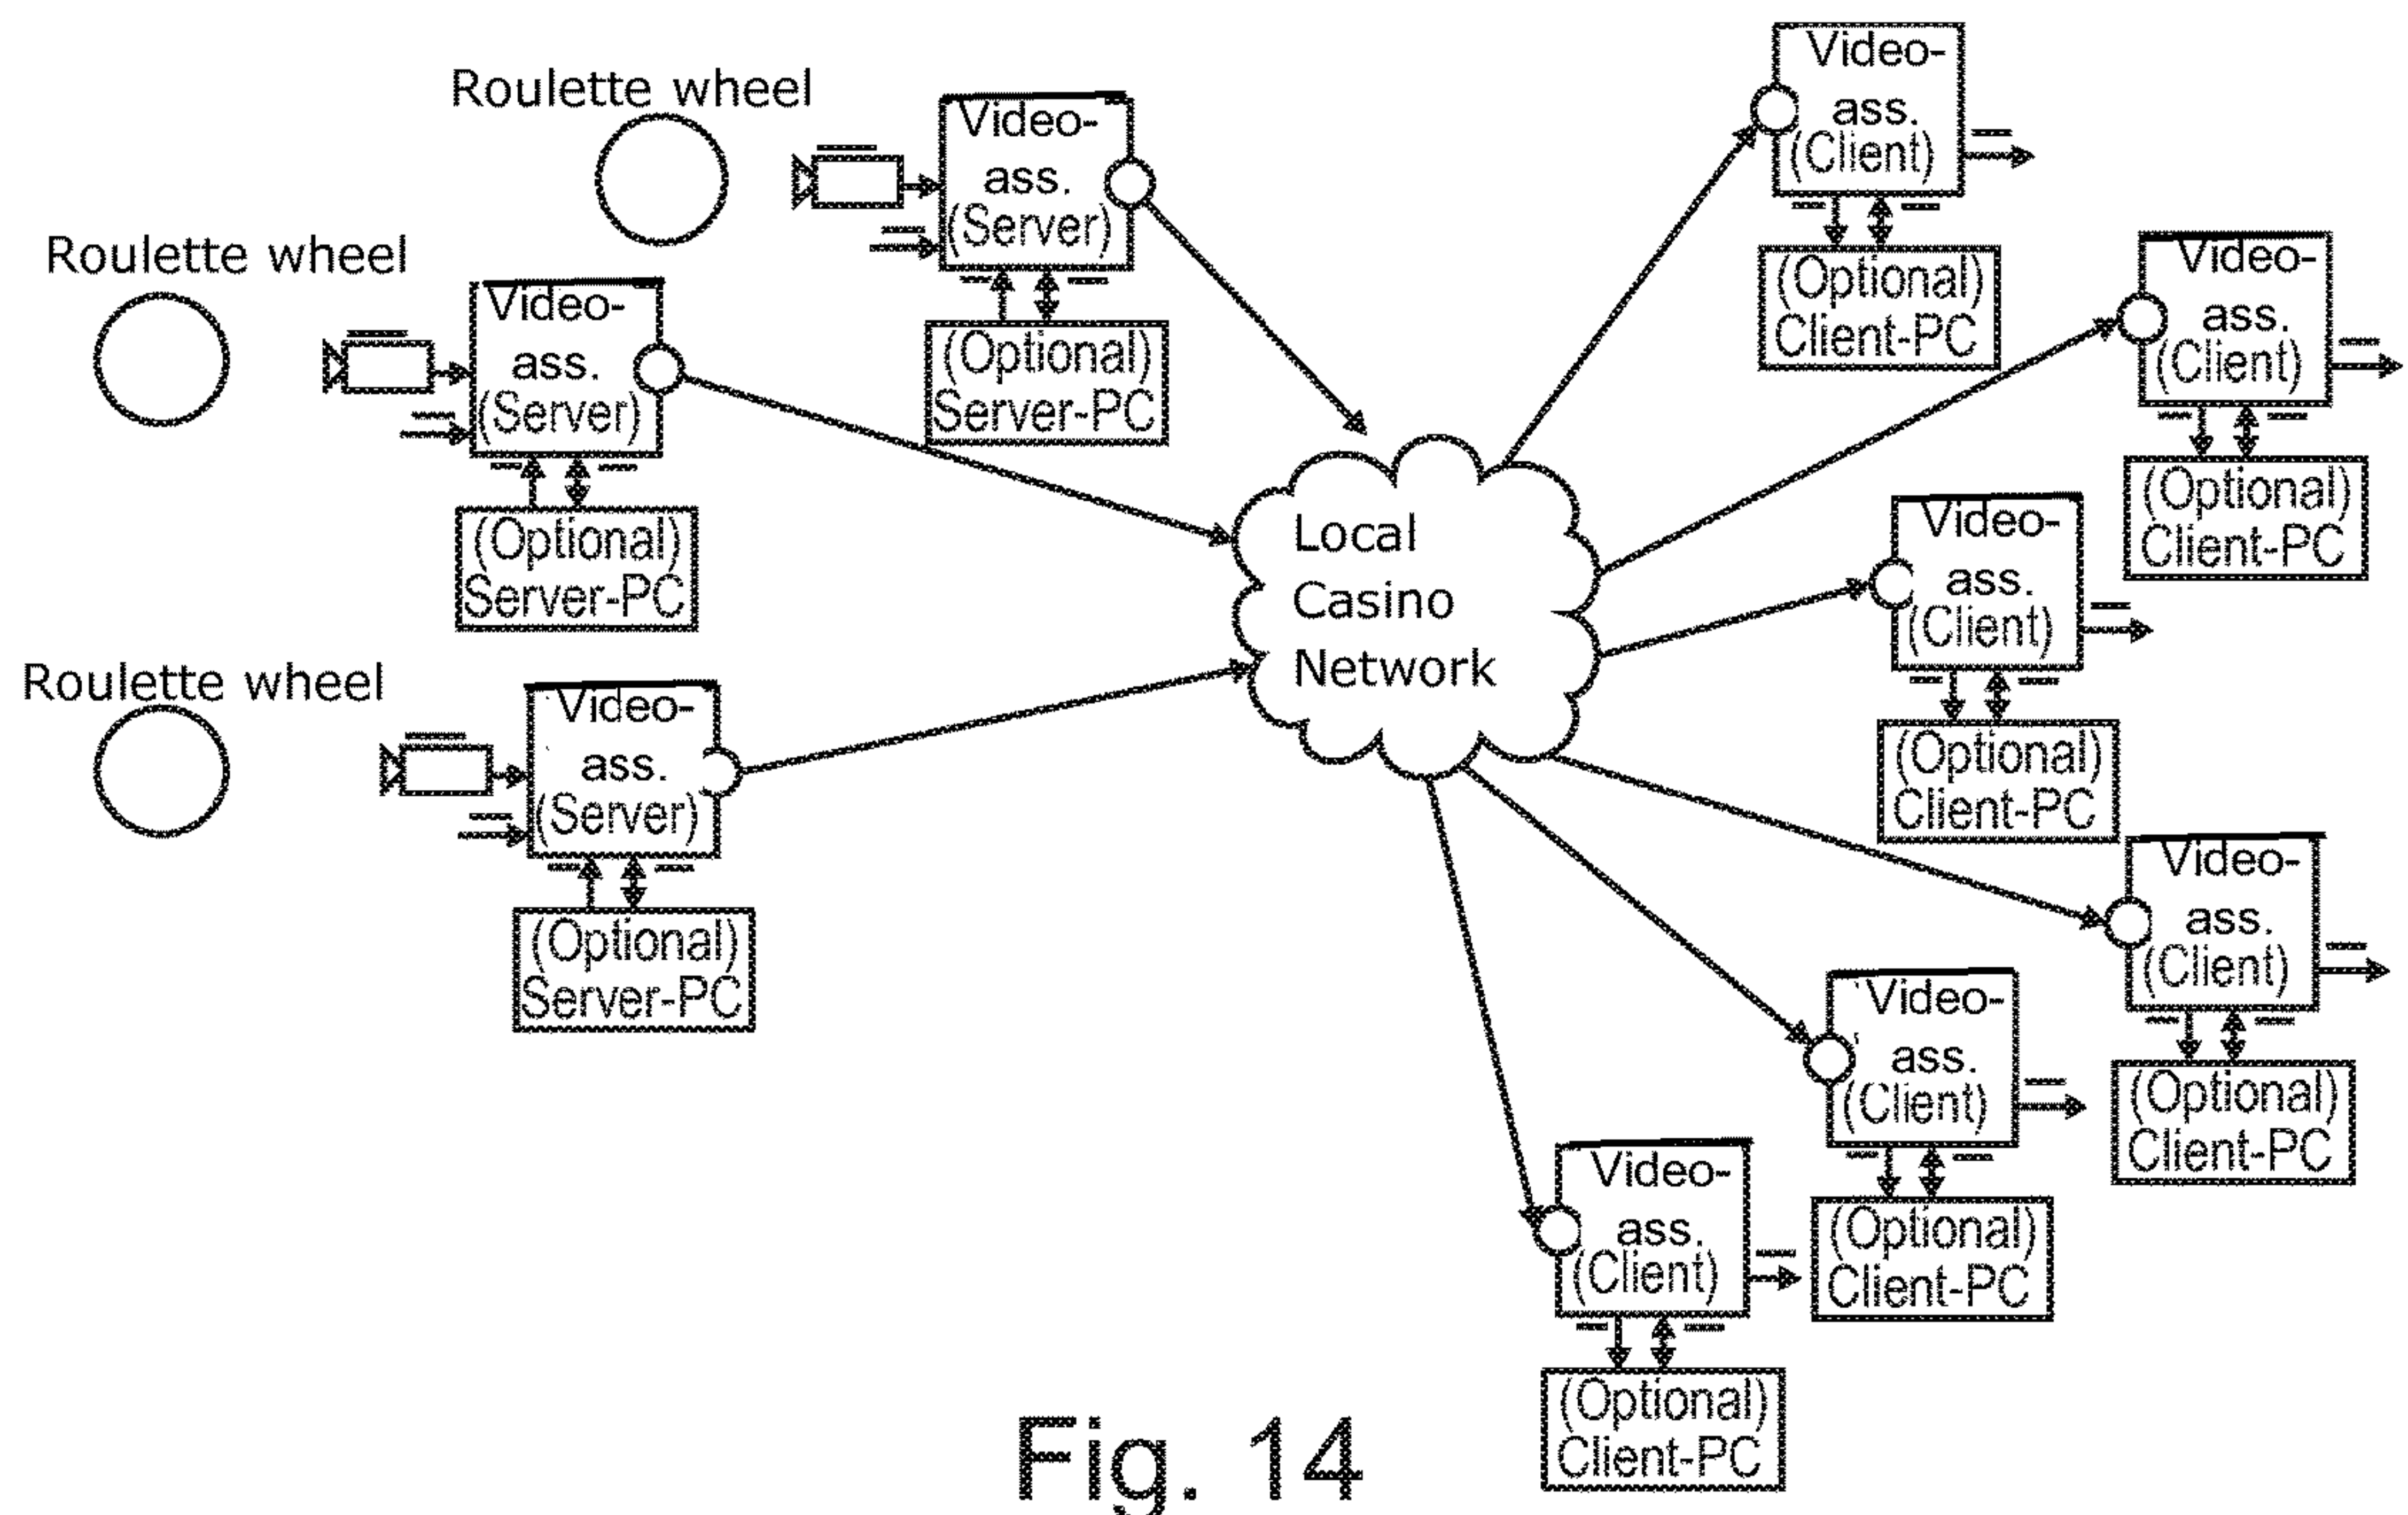 Roulette wheel
Video-
ass.
(Server)
(Optional)
Server-PC
Roulette wheel
Video-
ass.
(Server)
(Optional)
Server-PC
Roulette wheel
Video-
ass.
(Server)
(Optional)
Server-PC
Local
Casino
Network
Video-
ass.
(Client)
(Optional)
Client-PC
Video-
ass.
(Client)
(Optional)
Client-PC
Video-
ass.
(Client)
(Optional)
Client-PC
Video-
ass.
(Client)
(Optional)
Client-PC
Video-
ass.
(Client)
(Optional)
Client-PC
Video-
ass.
(Client)
(Optional)
Client-PC
Fig. 14